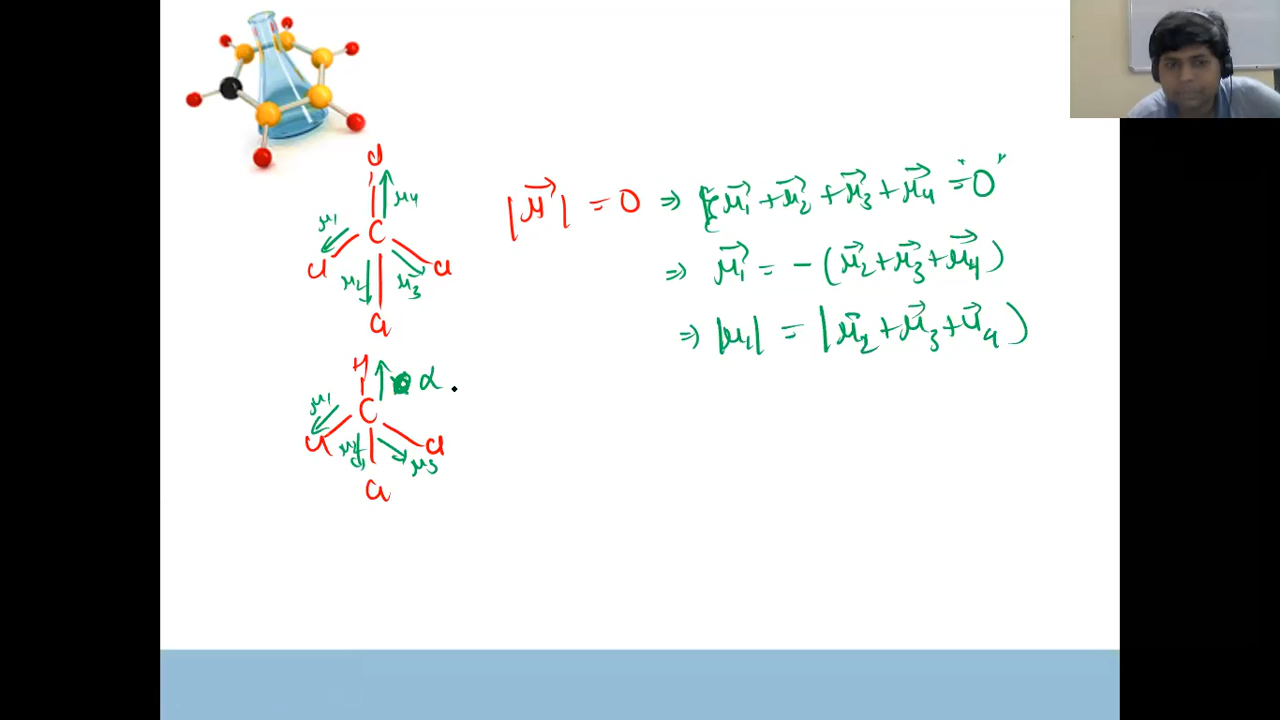 Cl
μ4
μ1
C
Cl
Cl
μ2
μ3
Cl
|μ⃗| = 0 ⇒ μ⃗1 + μ⃗2 + μ⃗3 + μ⃗4 = 0
⇒ μ⃗1 = -(μ⃗2 + μ⃗3 + μ⃗4)
⇒ |μ1| = |μ⃗2 + μ⃗3 + μ⃗4)
H
α
μ1
C
Cl
Cl
μ3
Cl